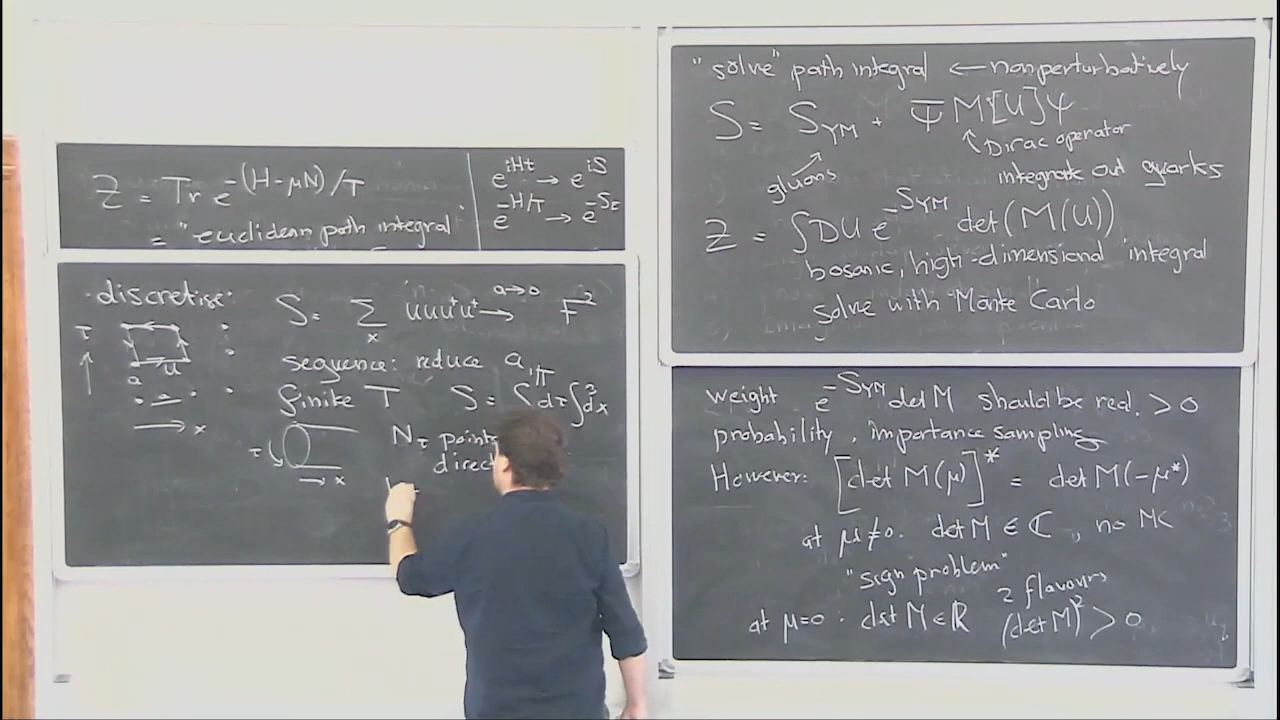 Z = Tr e^{-(H-μN)/T}
= "euclidean path integral"
e^{iHt} → e^{iS}
e^{-H/T} → e^{-S_E}
discretise:
τ
a
U
x
S = Σ_x UUU⁺U⁺ →^{a→0} F²
sequence: reduce a
finite T S = ∫^{1/T} dτ ∫d³x
τ
x
N_τ points
direct
"solve" path integral ← nonperturbatively
S = S_YM + Ψ̄ M[U] Ψ
gluons
Dirac operator
integrate out quarks
Z = ∫DU e^{-S_YM} det(M(U))
bosonic, high-dimensional integral
solve with Monte Carlo
weight e^{-S_YM} det M should be real, > 0
probability, importance sampling
However: [det M(μ)]* = det M(-μ*)
at μ≠0: det M ∈ ℂ, no MC
"sign problem"
2 flavours
at μ=0: det M ∈ ℝ (det M)² > 0